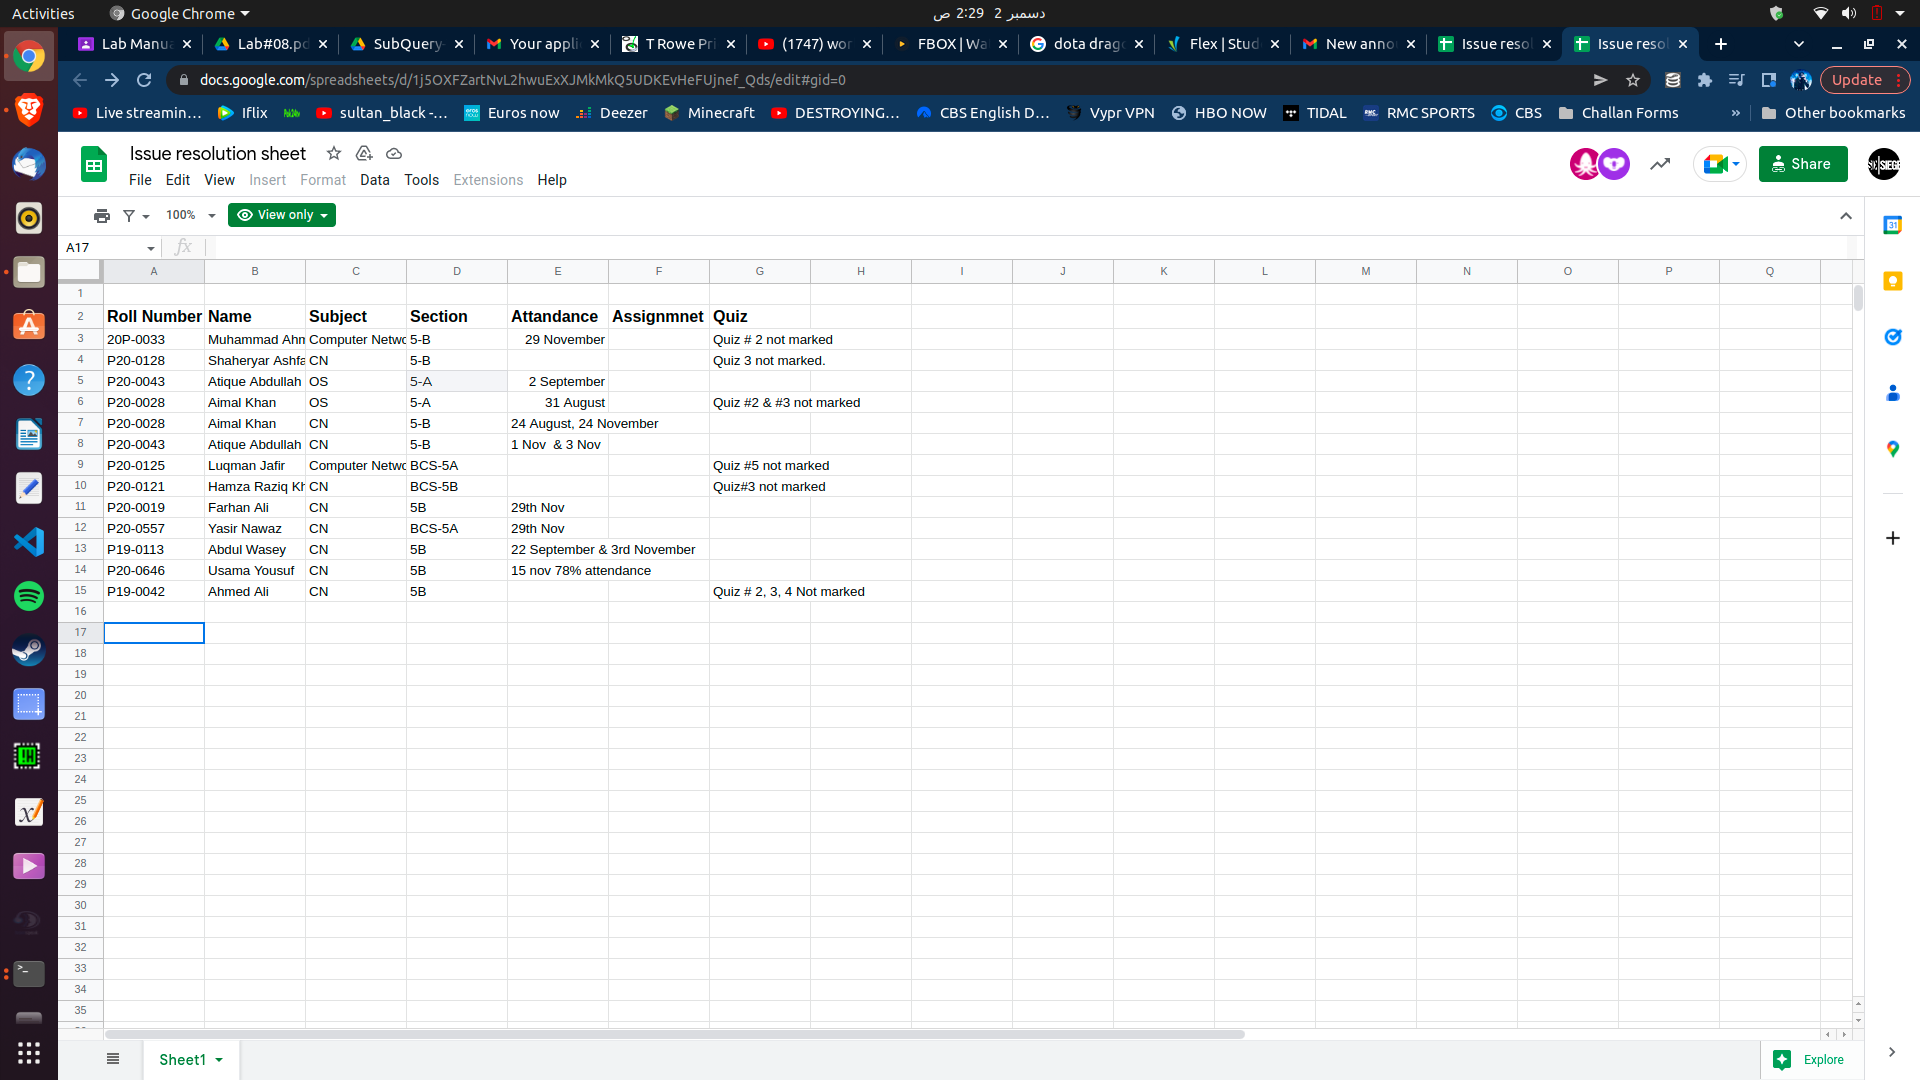 Activities Google Chrome دسمبر 2 2:29 ص
Lab Manua Lab#08.pd SubQuery Your appli T Rowe Pri (1747) wor FBOX | Wa dota drago Flex | Stud New anno Issue resol Issue resol
docs.google.com/spreadsheets/d/1j5OXFZartNvL2hwuExXJMkMkQ5UDKEvHeFUjnef_Qds/edit#gid=0 Update
Live streamin... Iflix sultan_black -... Euros now Deezer Minecraft DESTROYING... CBS English D... Vypr VPN HBO NOW TIDAL RMC SPORTS CBS Challan Forms » Other bookmarks
Issue resolution sheet
File Edit View Insert Format Data Tools Extensions Help
Share
100% View only
A17 fx
A B C D E F G H I J K L M N O P Q
1
2 Roll Number Name Subject Section Attandance Assignmnet Quiz
3 20P-0033 Muhammad Ahm Computer Netwo 5-B 29 November Quiz # 2 not marked
4 P20-0128 Shaheryar Ashfa CN 5-B Quiz 3 not marked.
5 P20-0043 Atique Abdullah OS 5-A 2 September
6 P20-0028 Aimal Khan OS 5-A 31 August Quiz #2 & #3 not marked
7 P20-0028 Aimal Khan CN 5-B 24 August, 24 November
8 P20-0043 Atique Abdullah CN 5-B 1 Nov & 3 Nov
9 P20-0125 Luqman Jafir Computer Netwo BCS-5A Quiz #5 not marked
10 P20-0121 Hamza Raziq Kh CN BCS-5B Quiz#3 not marked
11 P20-0019 Farhan Ali CN 5B 29th Nov
12 P20-0557 Yasir Nawaz CN BCS-5A 29th Nov
13 P19-0113 Abdul Wasey CN 5B 22 September & 3rd November
14 P20-0646 Usama Yousuf CN 5B 15 nov 78% attendance
15 P19-0042 Ahmed Ali CN 5B Quiz # 2, 3, 4 Not marked
16
17
18
19
20
21
22
23
24
25
26
27
28
29
30
31
32
33
34
35
Sheet1 Explore